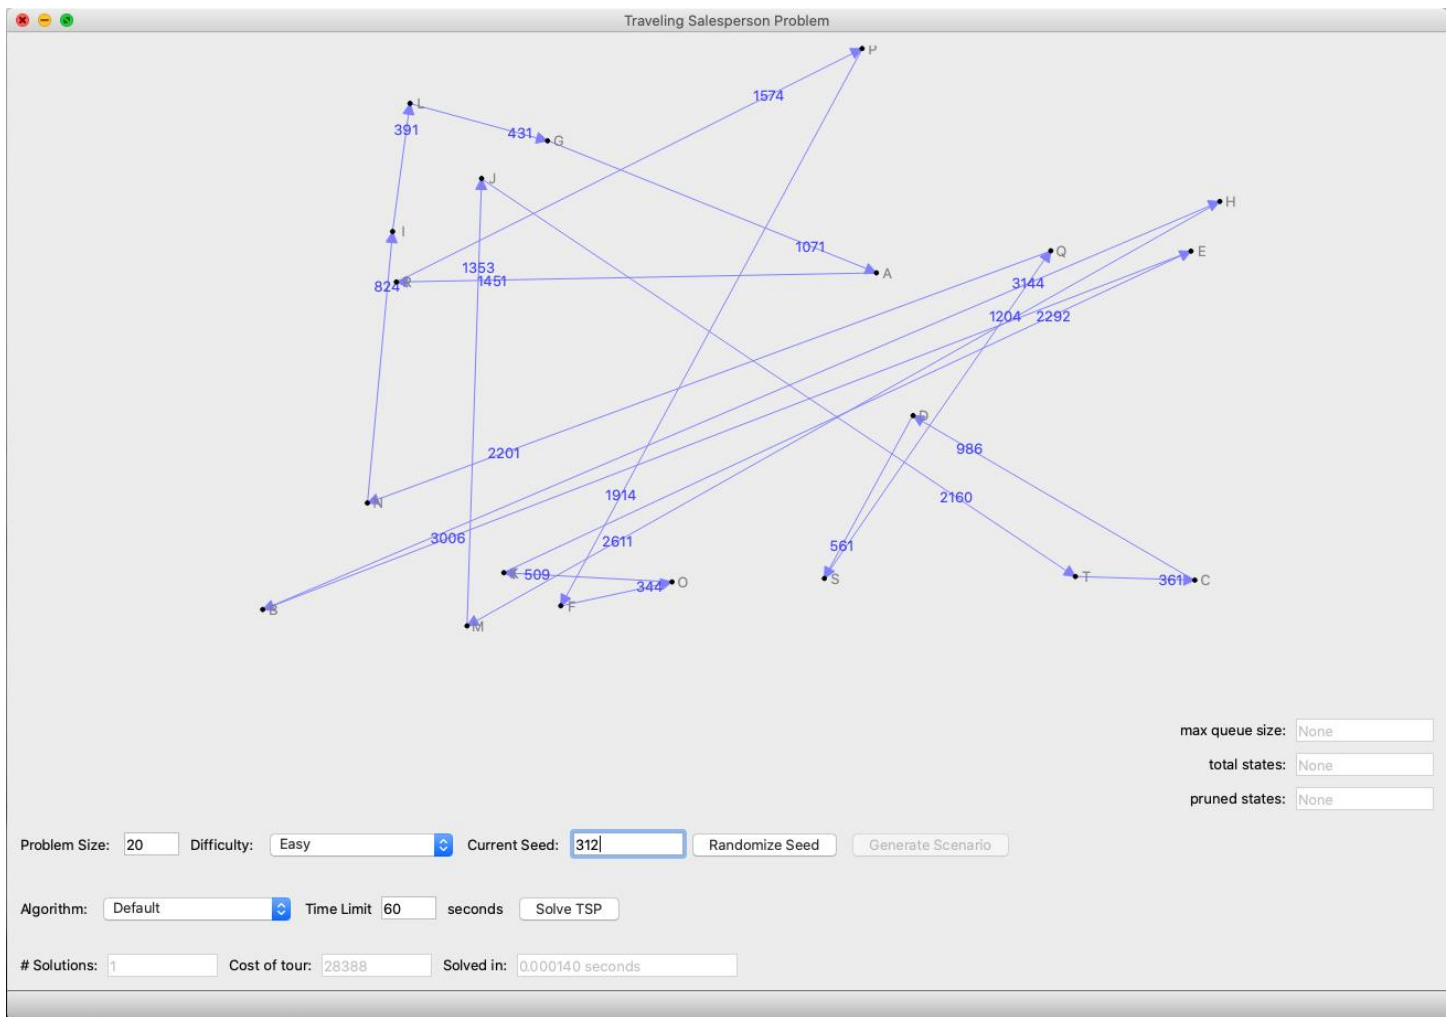 Traveling Salesperson Problem
P
1574
L
391
431
G
J
H
1071
Q
E
I
A
1353
1451
824
R
3144
1204
2292
D
986
2201
N
1914
2160
3006
2611
561
K
509
O
344
S
T
361
C
B
F
M
max queue size: None
total states: None
pruned states: None
Problem Size: 20 Difficulty: Easy Current Seed: 312 Randomize Seed Generate Scenario
Algorithm: Default Time Limit 60 seconds Solve TSP
# Solutions: 1 Cost of tour: 28388 Solved in: 0.000140 seconds